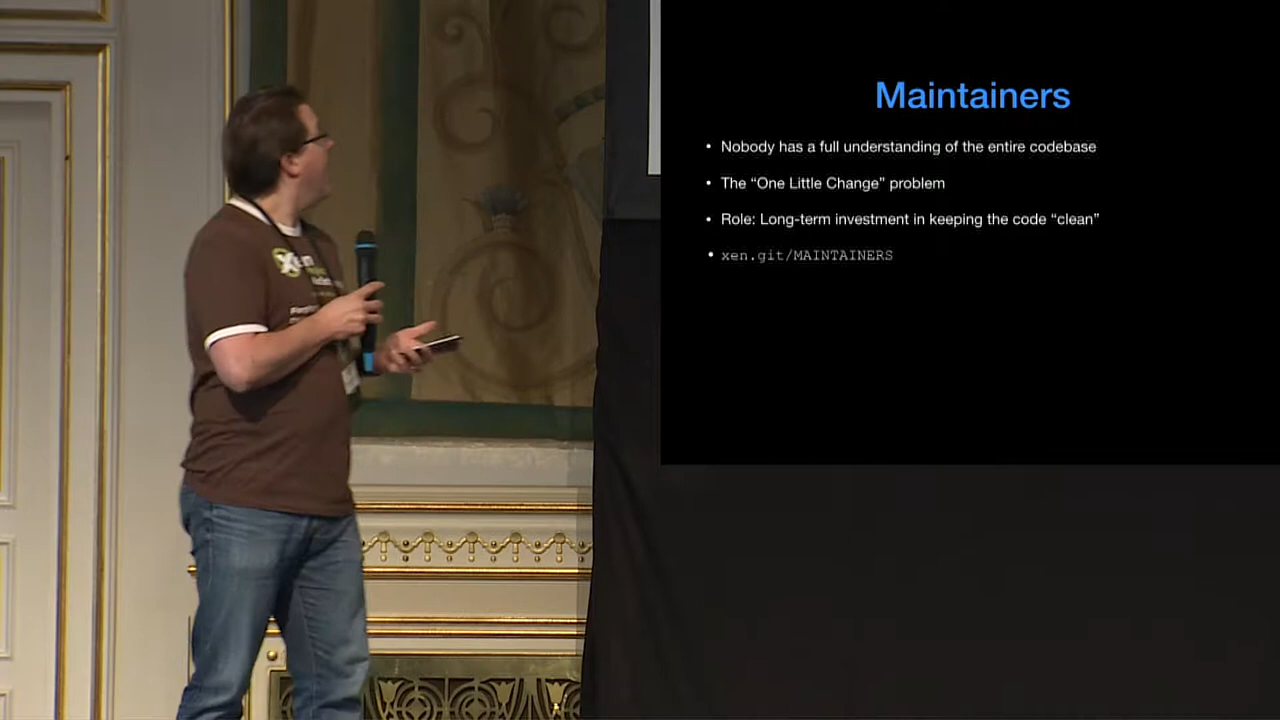 Maintainers
• Nobody has a full understanding of the entire codebase
• The “One Little Change” problem
• Role: Long-term investment in keeping the code “clean”
• xen.git/MAINTAINERS
Xen